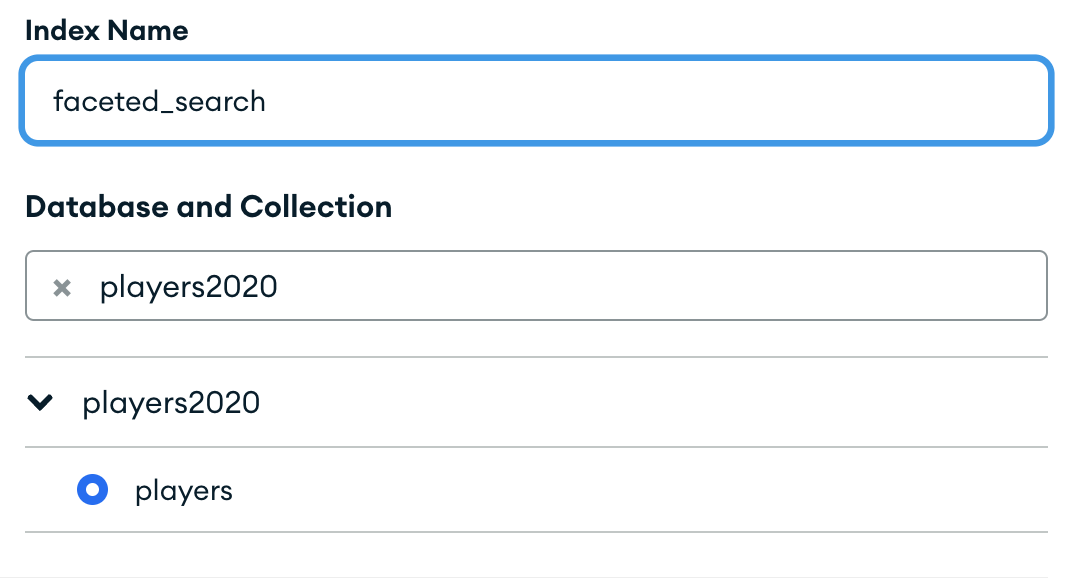 Index Name
faceted_search
Database and Collection
players2020
players2020
players